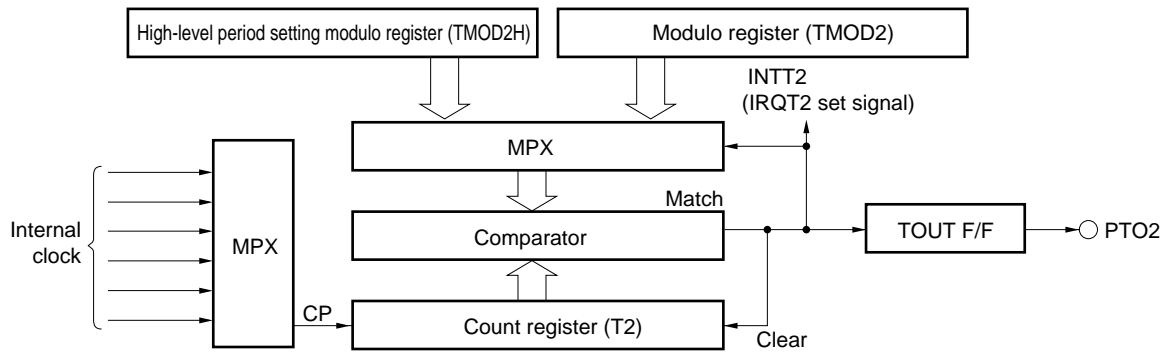 High-level period setting modulo register (TMOD2H)
Modulo register (TMOD2)
INTT2
(IRQT2 set signal)
MPX
Match
Internal
clock
MPX
Comparator
TOUT F/F
PTO2
CP
Count register (T2)
Clear